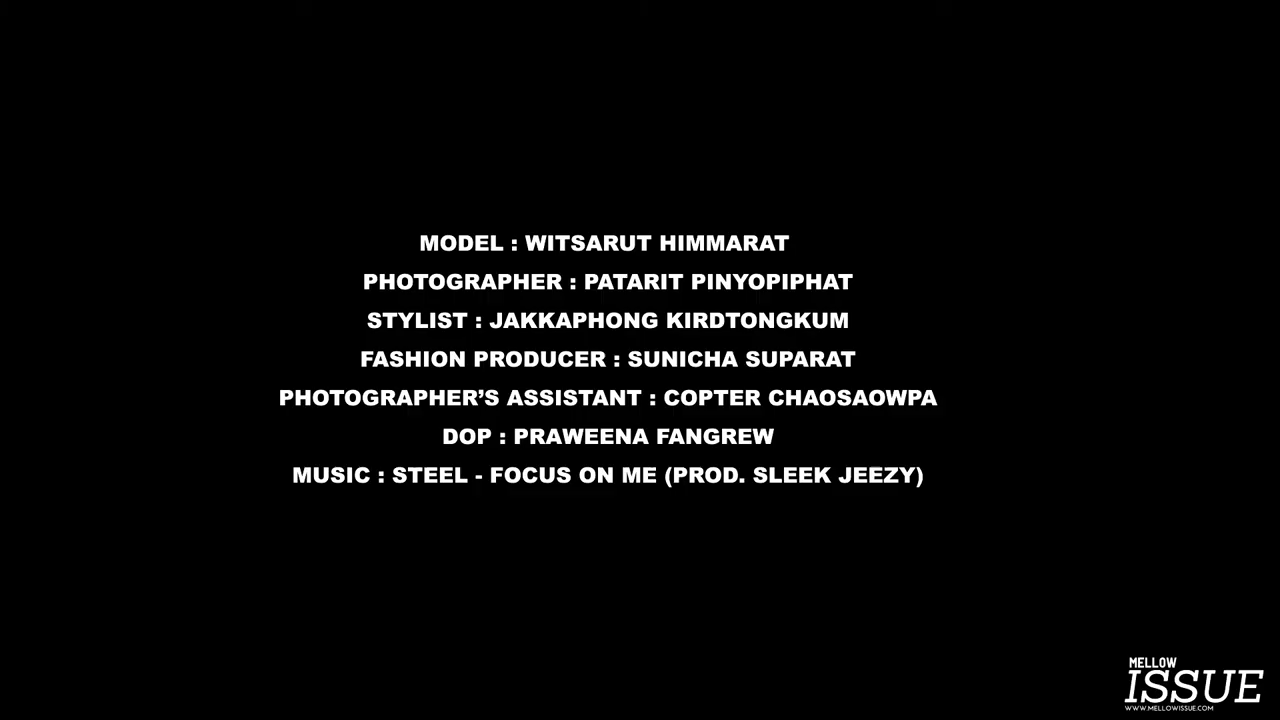 MODEL : WITSARUT HIMMARAT
PHOTOGRAPHER : PATARIT PINYOPIPHAT
STYLIST : JAKKAPHONG KIRDTONGKUM
FASHION PRODUCER : SUNICHA SUPARAT
PHOTOGRAPHER’S ASSISTANT : COPTER CHAOSAOWPA
DOP : PRAWEENA FANGREW
MUSIC : STEEL - FOCUS ON ME (PROD. SLEEK JEEZY)
MELLOW
ISSUE
WWW.MELLOWISSUE.COM